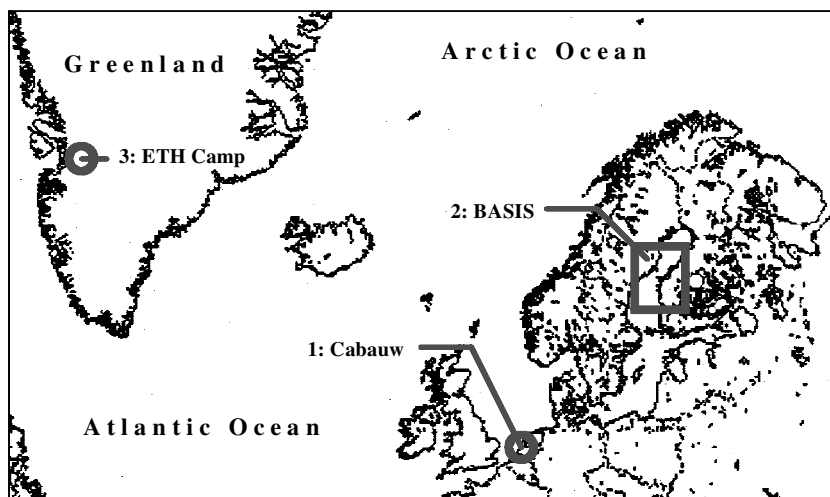 Arctic Ocean
Greenland
3: ETH Camp
2: BASIS
1: Cabauw
Atlantic Ocean